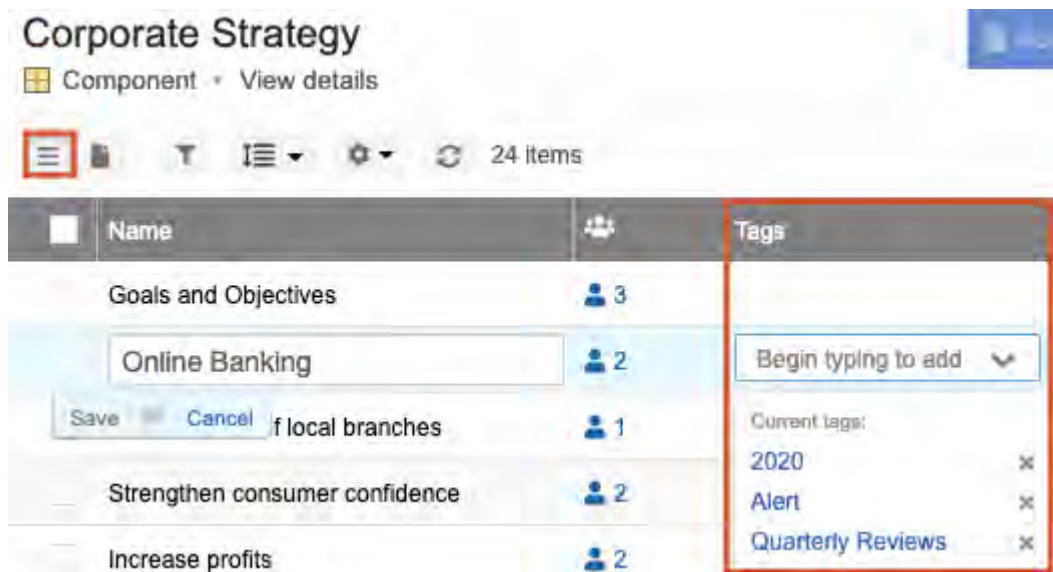 Corporate Strategy
Component • View details
24 items
Name Tags
Goals and Objectives 3
Online Banking 2 Begin typing to add
Save Cancel f local branches 1 Current tags:
2020
Strengthen consumer confidence 2
Alert
Quarterly Reviews
Increase profits 2